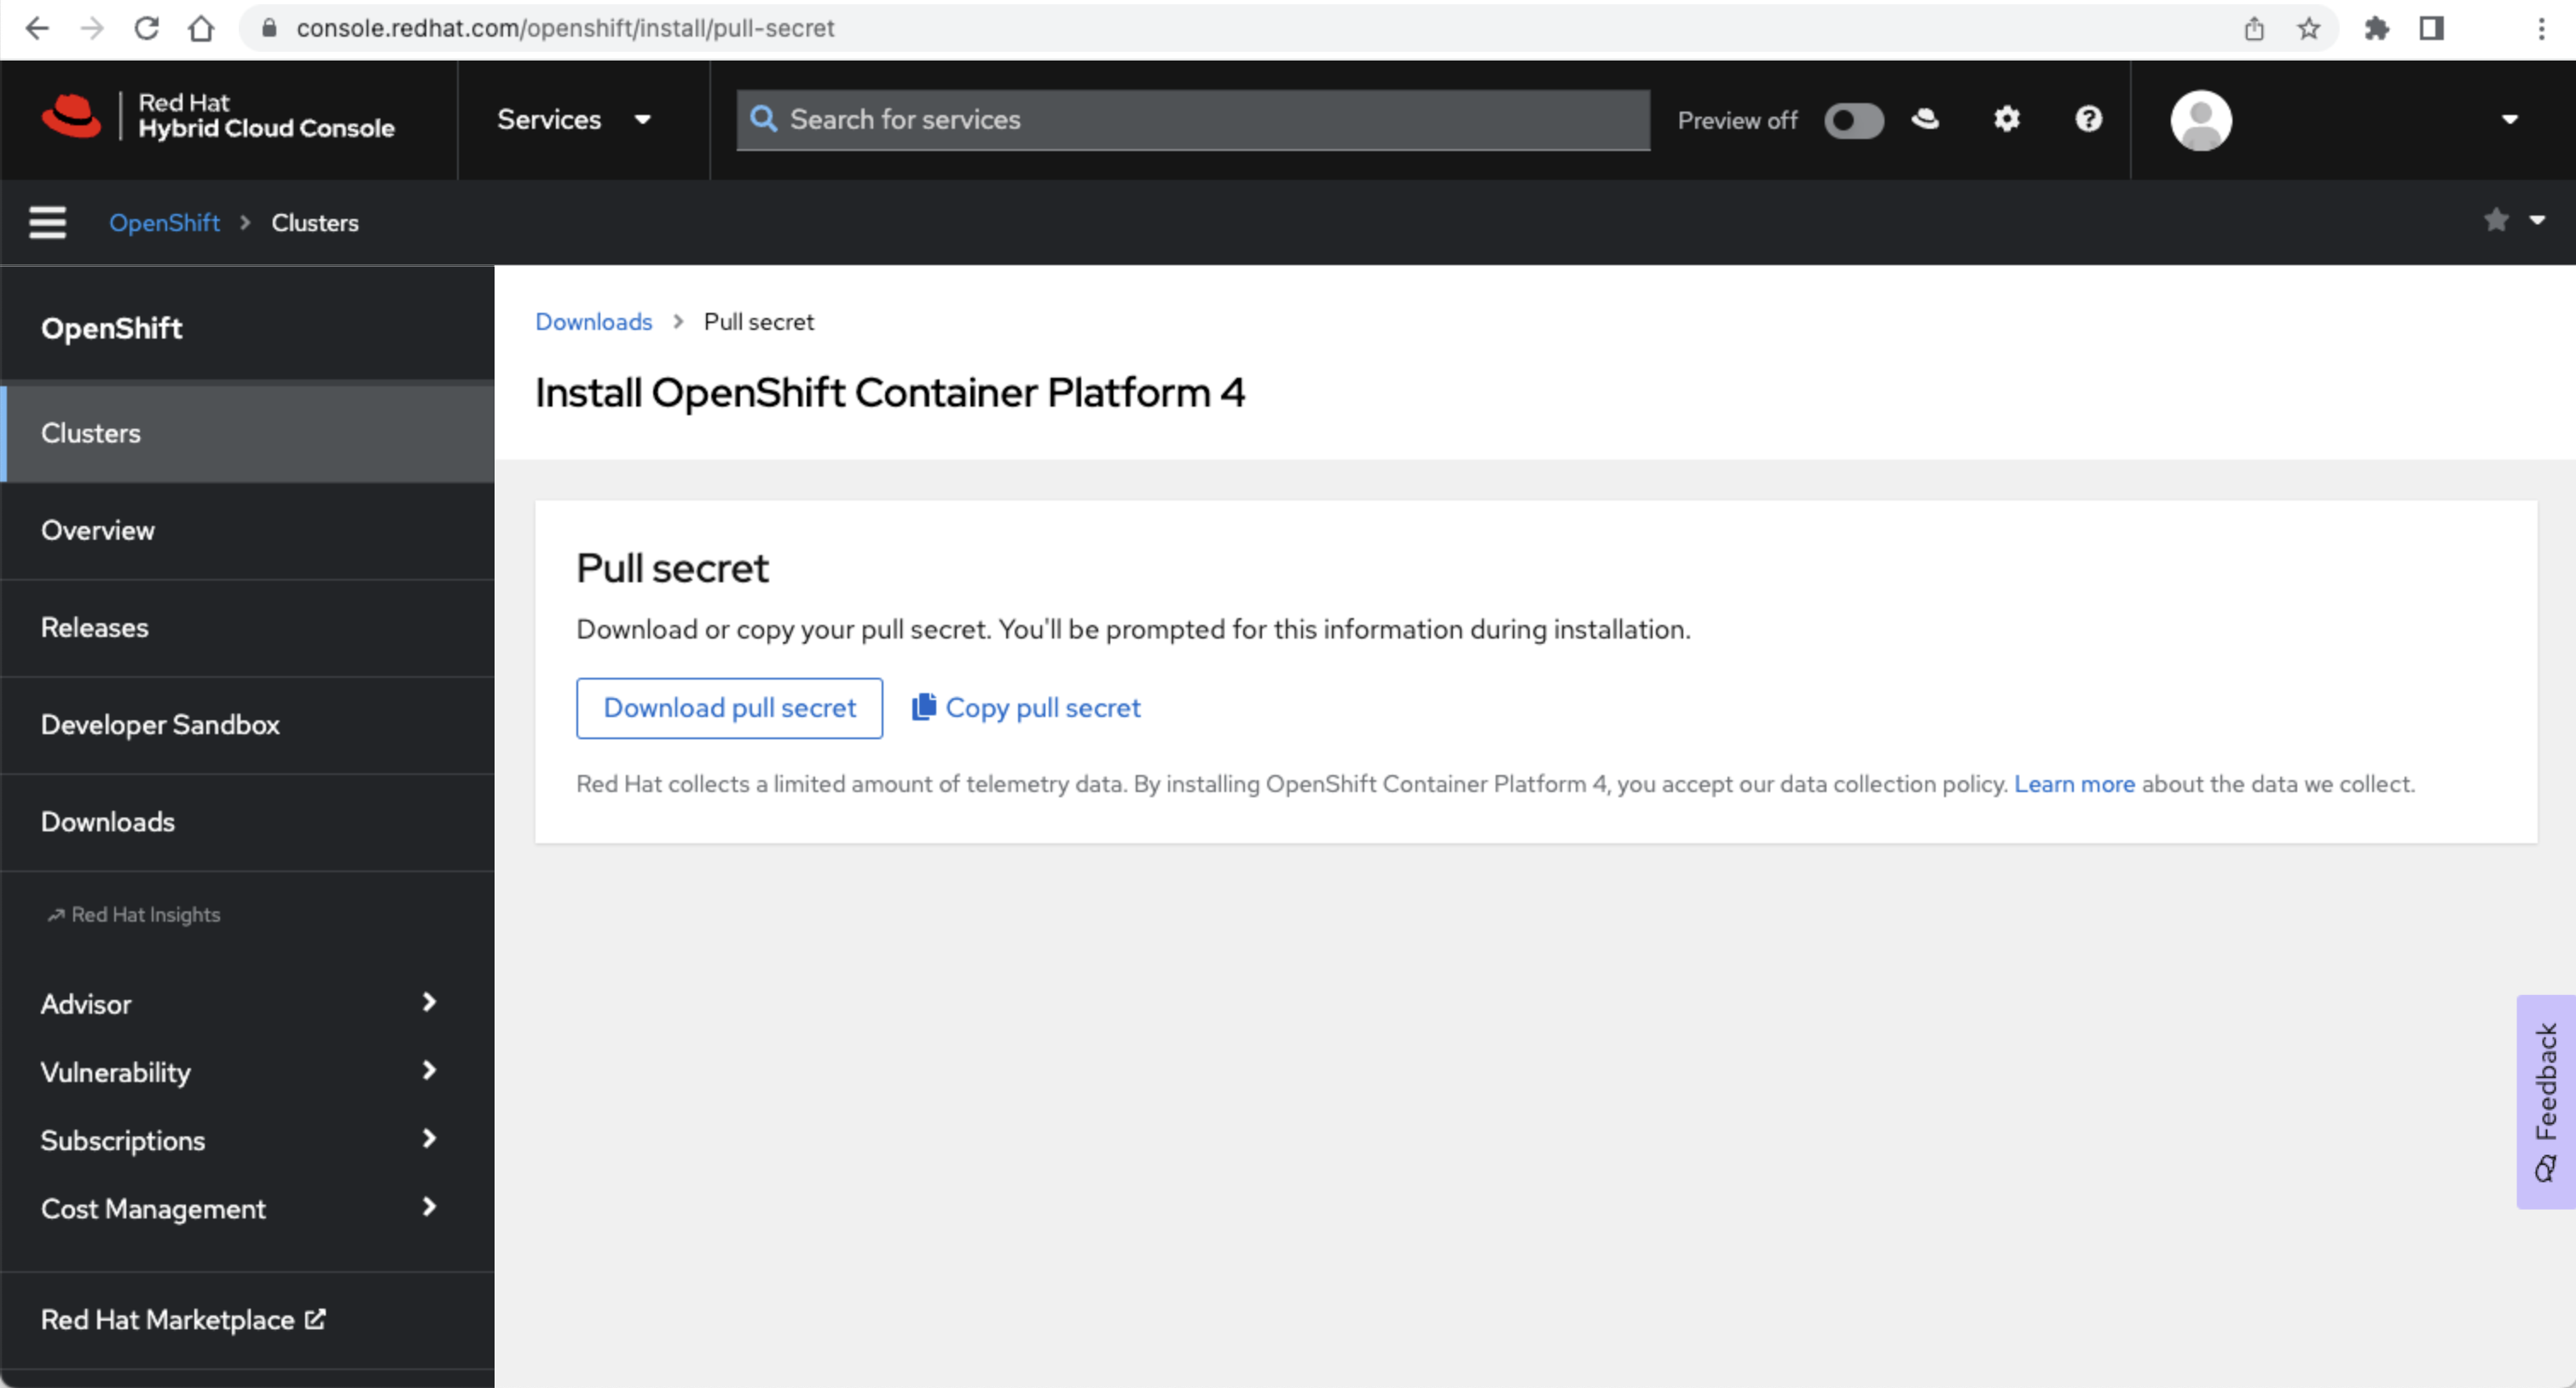 console.redhat.com/openshift/install/pull-secret
Red Hat
Hybrid Cloud Console
Services
Search for services
Preview off
OpenShift > Clusters
OpenShift
Clusters
Overview
Releases
Developer Sandbox
Downloads
Red Hat Insights
Advisor
Vulnerability
Subscriptions
Cost Management
Red Hat Marketplace
Downloads > Pull secret
Install OpenShift Container Platform 4
Pull secret
Download or copy your pull secret. You'll be prompted for this information during installation.
Download pull secret
Copy pull secret
Red Hat collects a limited amount of telemetry data. By installing OpenShift Container Platform 4, you accept our data collection policy. Learn more about the data we collect.
Feedback